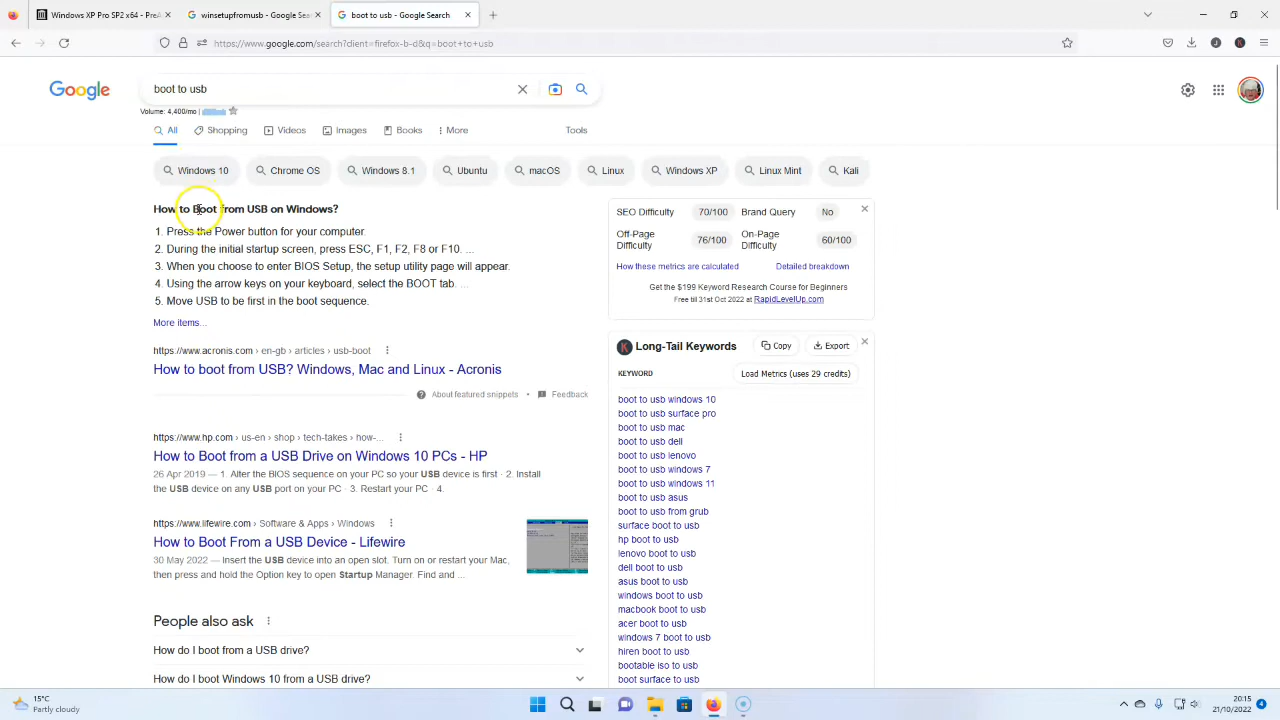 Windows XP Pro SP2 x64 - PreA
winsetupfromusb - Google Sear
boot to usb - Google Search
https://www.google.com/search?client=firefox-b-d&q=boot+to+usb
Google
boot to usb
Volume: 4,400/mo |
All
Shopping
Videos
Images
Books
More
Tools
Windows 10
Chrome OS
Windows 8.1
Ubuntu
macOS
Linux
Windows XP
Linux Mint
Kali
How to Boot from USB on Windows?
1. Press the Power button for your computer.
2. During the initial startup screen, press ESC, F1, F2, F8 or F10. ...
3. When you choose to enter BIOS Setup, the setup utility page will appear.
4. Using the arrow keys on your keyboard, select the BOOT tab. ...
5. Move USB to be first in the boot sequence.
More items...
https://www.acronis.com › en-gb › articles › usb-boot
How to boot from USB? Windows, Mac and Linux - Acronis
About featured snippets • Feedback
https://www.hp.com › us-en › shop › tech-takes › how-...
How to Boot from a USB Drive on Windows 10 PCs - HP
26 Apr 2019 — 1. Alter the BIOS sequence on your PC so your USB device is first · 2. Install
the USB device on any USB port on your PC · 3. Restart your PC · 4.
https://www.lifewire.com › Software & Apps › Windows
How to Boot From a USB Device - Lifewire
30 May 2022 — Insert the USB device into an open slot. Turn on or restart your Mac,
then press and hold the Option key to open Startup Manager. Find and ...
People also ask
How do I boot from a USB drive?
How do I boot Windows 10 from a USB drive?
SEO Difficulty 70/100 Brand Query No
Off-Page Difficulty 76/100 On-Page Difficulty 60/100
How these metrics are calculated
Detailed breakdown
Get the $199 Keyword Research Course for Beginners
Free till 31st Oct 2022 at RapidLevelUp.com
K Long-Tail Keywords
Copy
Export
KEYWORD
Load Metrics (uses 29 credits)
boot to usb windows 10
boot to usb surface pro
boot to usb mac
boot to usb dell
boot to usb lenovo
boot to usb windows 7
boot to usb windows 11
boot to usb asus
boot to usb from grub
surface boot to usb
hp boot to usb
lenovo boot to usb
dell boot to usb
asus boot to usb
windows boot to usb
macbook boot to usb
acer boot to usb
windows 7 boot to usb
hiren boot to usb
bootable iso to usb
boot surface to usb
15°C
Partly cloudy
20:15
21/10/2022